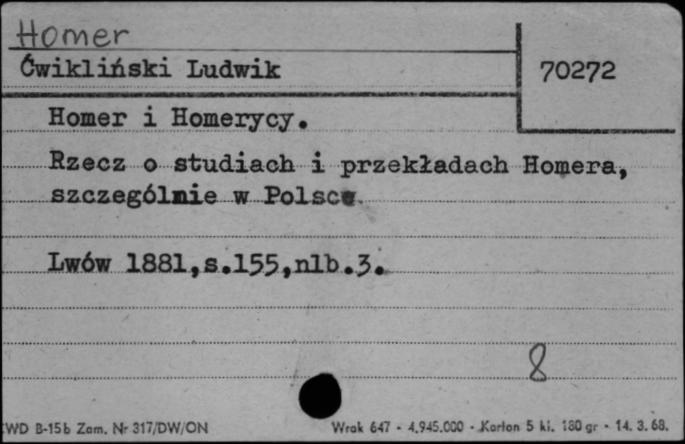 Homer
Ćwikliński Ludwik
70272
Homer i Homerycy.
Rzecz o studiach i przekładach Homera,
szczególnie w Polsce.
Lwów 1881,s.155,nlb.3.
8
WD B-15b Zam. Nr 317/DW/ON
Wrak 647 - 4.945.000 - Karton 5 kl. 180 gr - 14. 3. 68.